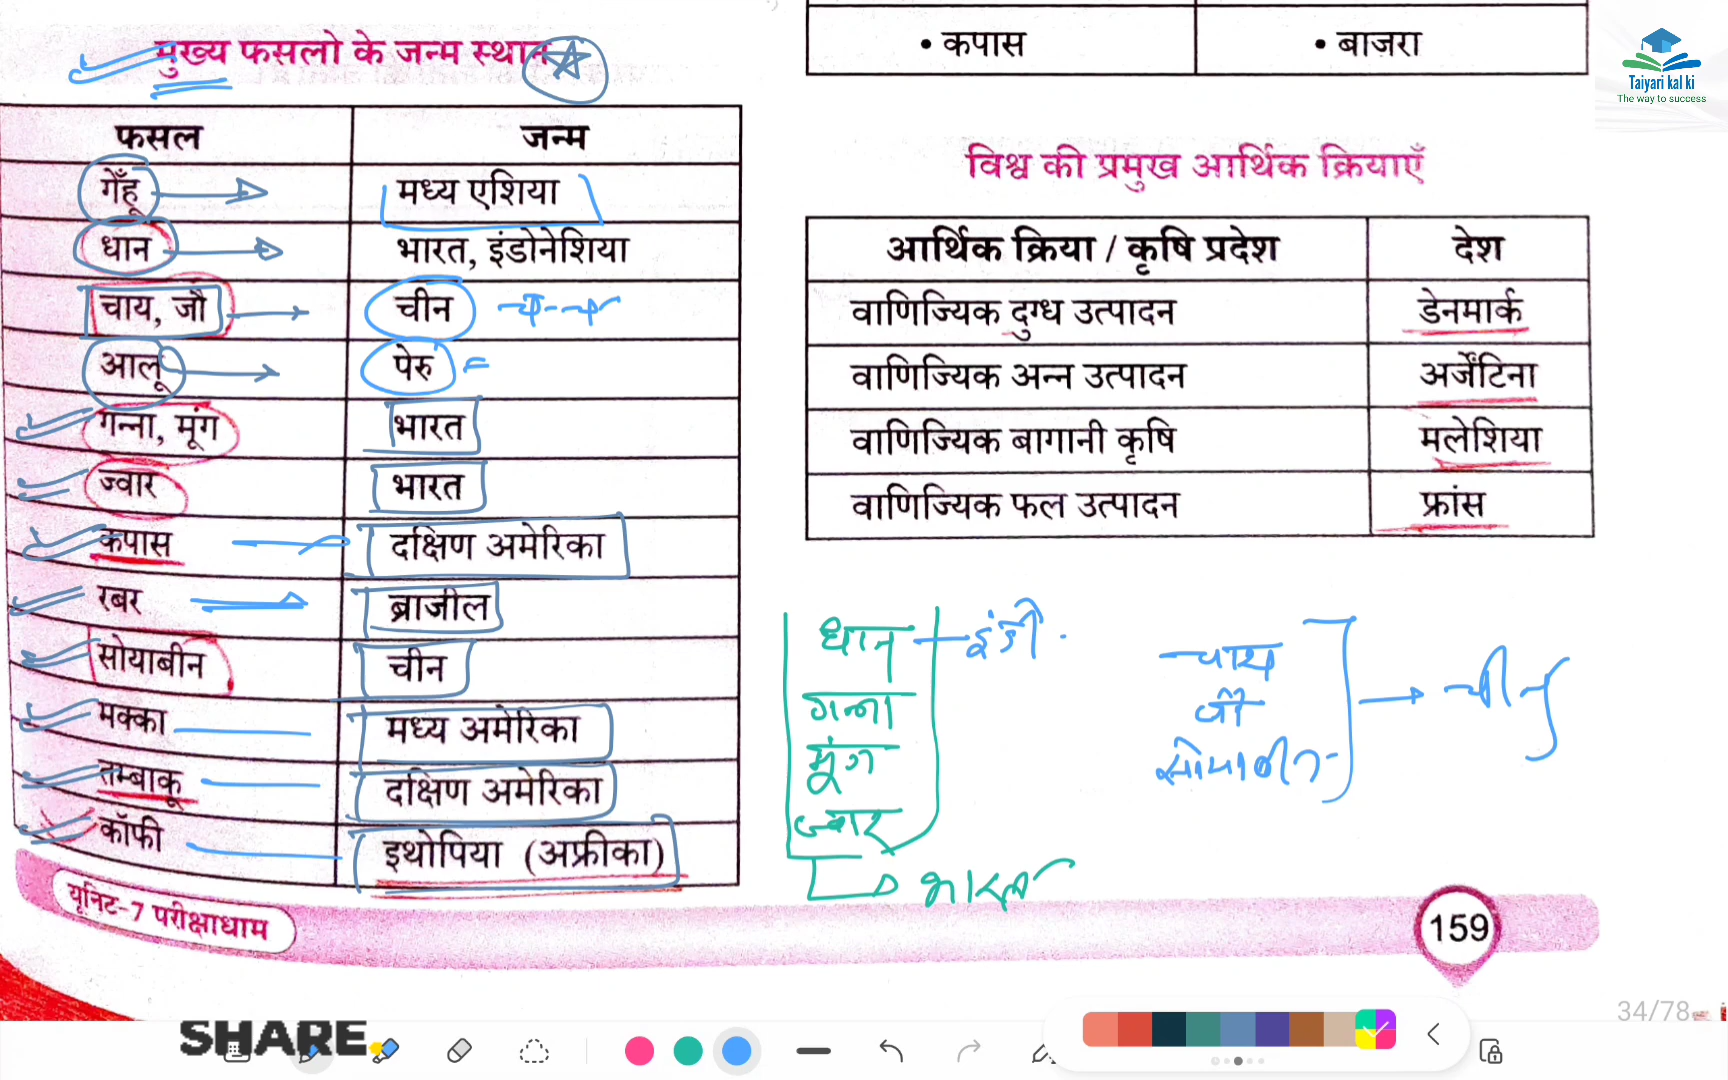 मुख्य फसलो के जन्म स्थान
फसल | जन्म
गेँहू | मध्य एशिया
धान | भारत, इंडोनेशिया
चाय, जौ | चीन
आलू | पेरु
गन्ना, मूंग | भारत
ज्वार | भारत
कपास | दक्षिण अमेरिका
रबर | ब्राजील
सोयाबीन | चीन
मक्का | मध्य अमेरिका
तम्बाकू | दक्षिण अमेरिका
कॉफी | इथोपिया (अफ्रीका)
• कपास | • बाजरा
Taiyari kal ki
The way to success
विश्व की प्रमुख आर्थिक क्रियाएँ
आर्थिक क्रिया / कृषि प्रदेश | देश
वाणिज्यिक दुग्ध उत्पादन | डेनमार्क
वाणिज्यिक अन्न उत्पादन | अर्जेंटिना
वाणिज्यिक बागानी कृषि | मलेशिया
वाणिज्यिक फल उत्पादन | फ्रांस
धान
गन्ना
मूंग
ज्वार
भारत
चाय
जौ
सोयाबीन
चीन
यूनिट-7 परीक्षाधाम
159
34/78
SHARE